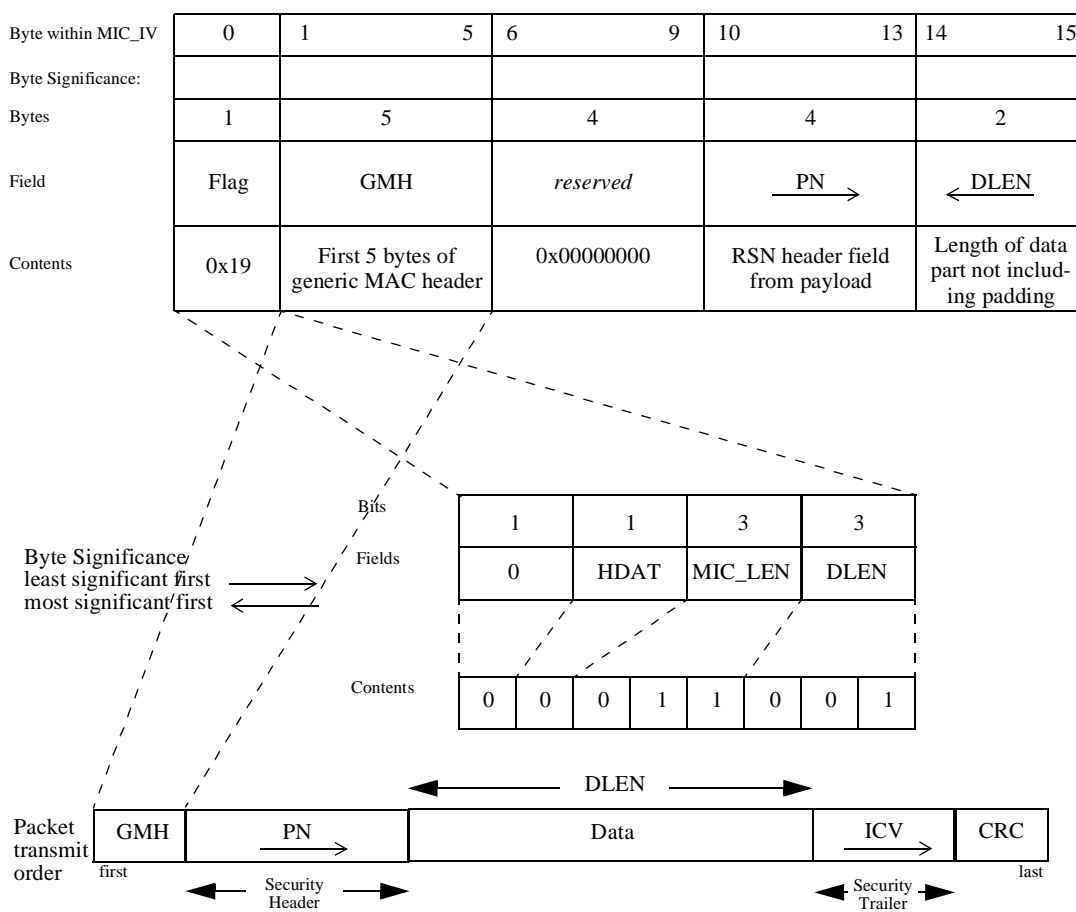 Byte within MIC_IV 0 1 5 6 9 10 13 14 15
Byte Significance:
Bytes 1 5 4 4 2
Field Flag GMH reserved PN DLEN
Contents 0x19 First 5 bytes of generic MAC header 0x00000000 RSN header field from payload Length of data part not includ-ing padding
Bits 1 1 3 3
Fields 0 HDAT MIC_LEN DLEN
Byte Significance
least significant first
most significant first
Contents 0 0 0 1 1 0 0 1
DLEN
Packet transmit order
GMH PN Data ICV CRC
first last
Security Header
Security Trailer